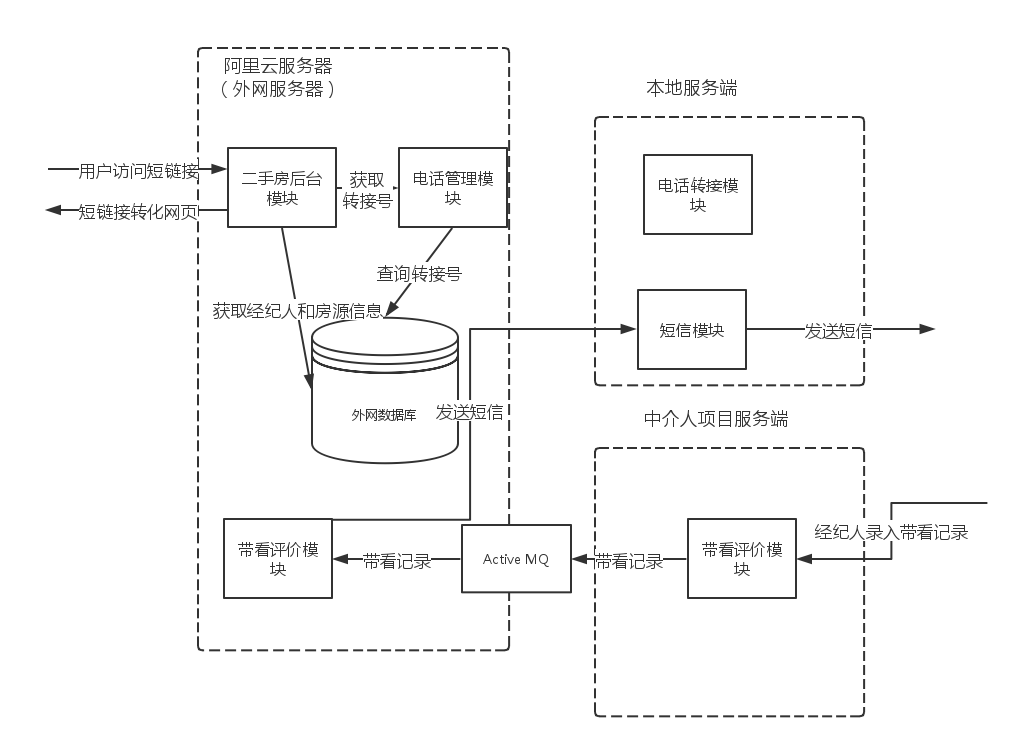 阿里云服务器
（外网服务器）
本地服务端
用户访问短链接
二手房后台
模块
获取
转接号
电话管理模
块
电话转接模
块
短链接转化网页
查询转接号
获取经纪人和房源信息
短信模块
发送短信
外网数据库
发送短信
中介人项目服务端
经纪人录入带看记录
带看评价模
块
带看记录
Active MQ
带看记录
带看评价模
块